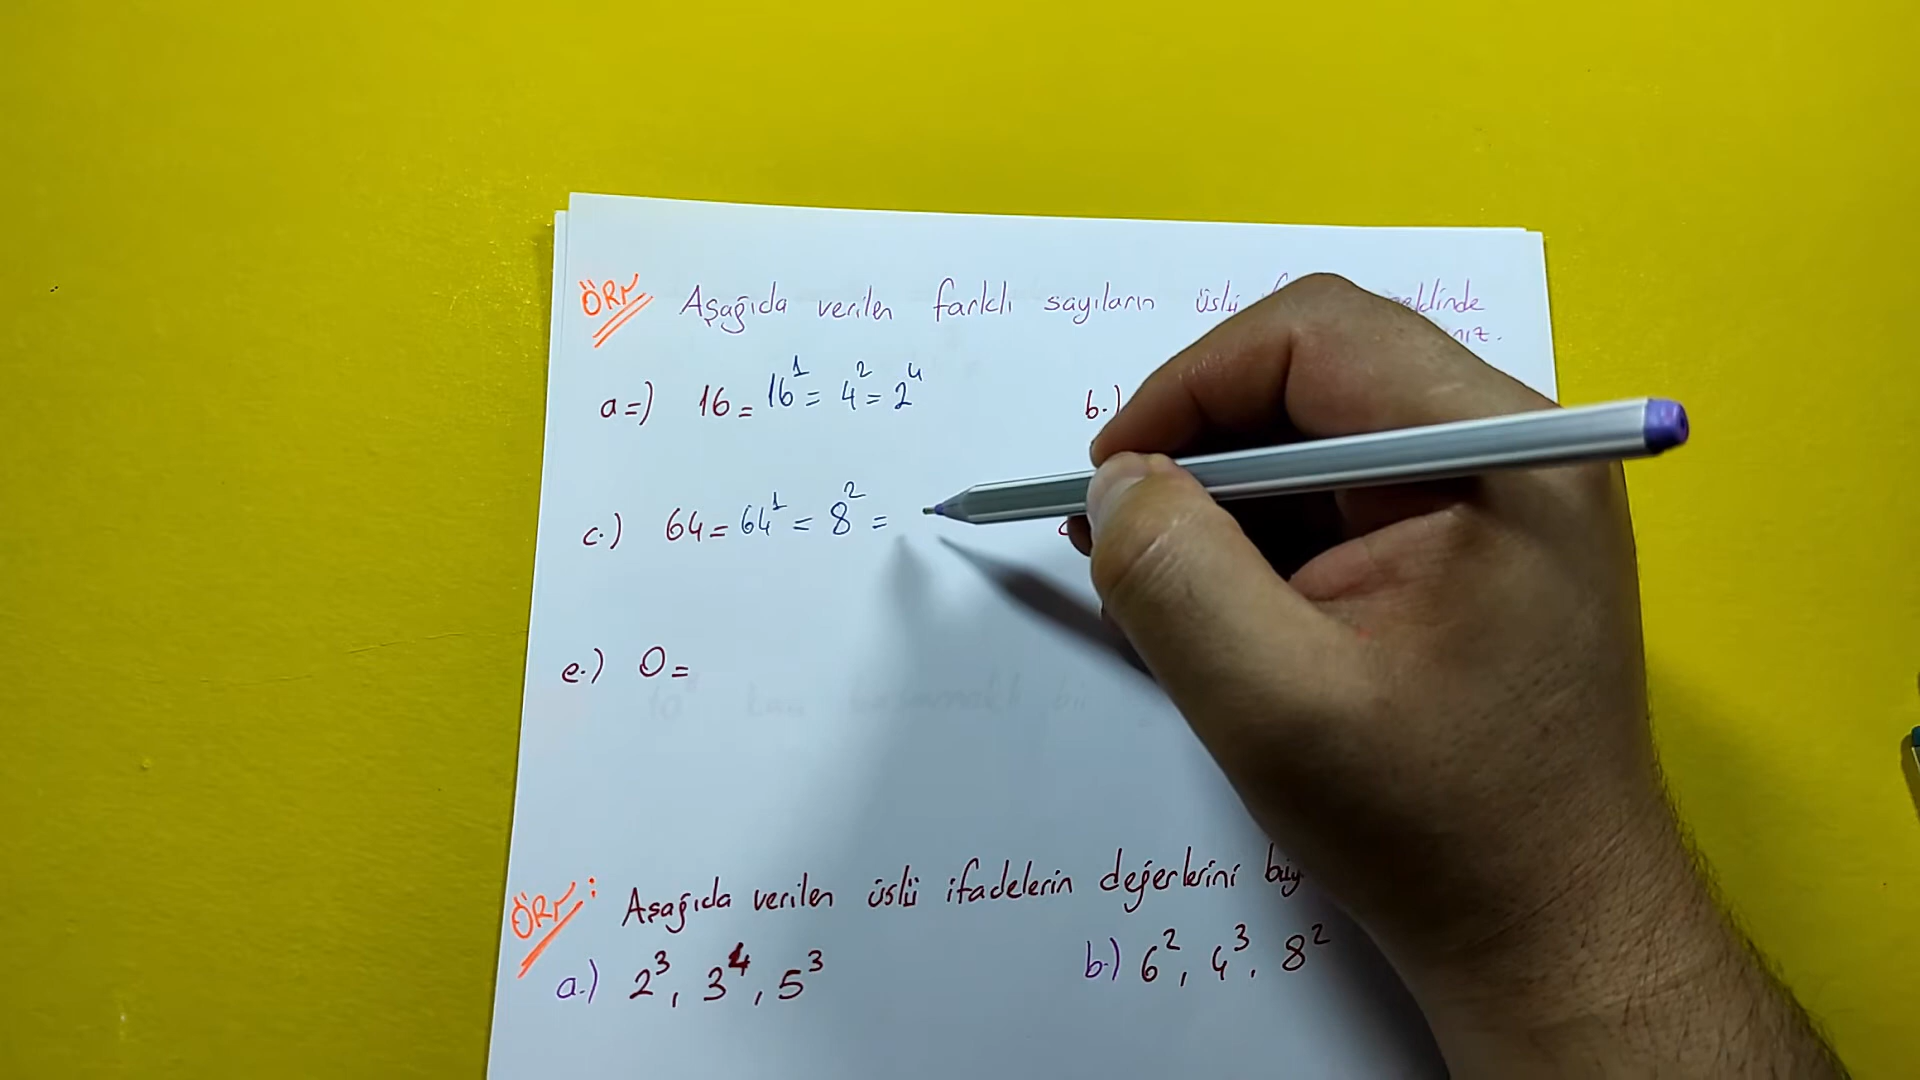 ÖRN Aşağıda verilen farklı sayıların üslü
a=) 16 = 16¹ = 4² = 2⁴ b.)
c.) 64 = 64¹ = 8² =
e.) 0 =
ÖRN: Aşağıda verilen üslü ifadelerin değerlerini
a.) 2³, 3⁴, 5³ b.) 6², 4³, 8²